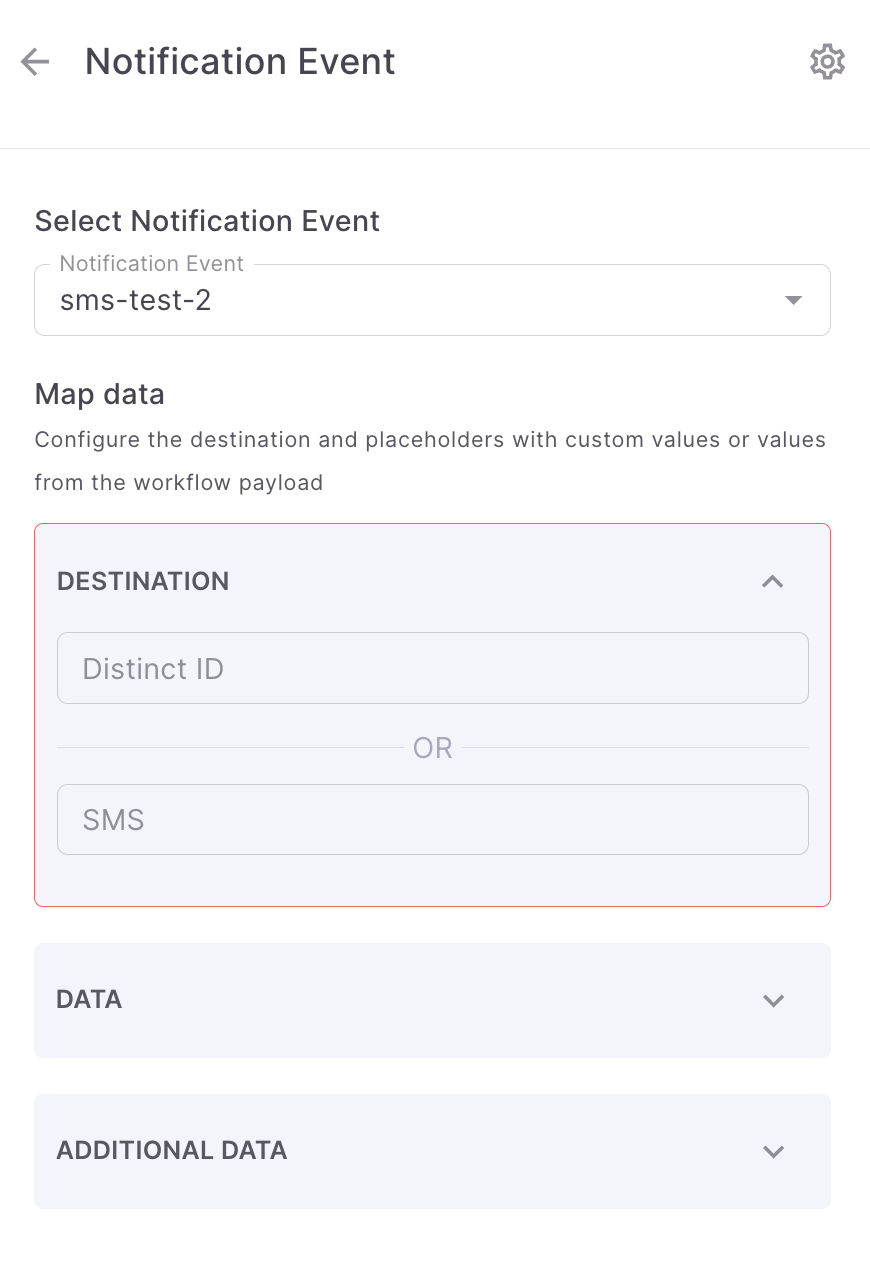 Notification Event
Select Notification Event
Notification Event
sms-test-2
Map data
Configure the destination and placeholders with custom values or values
from the workflow payload
DESTINATION
Distinct ID
OR
SMS
DATA
ADDITIONAL DATA